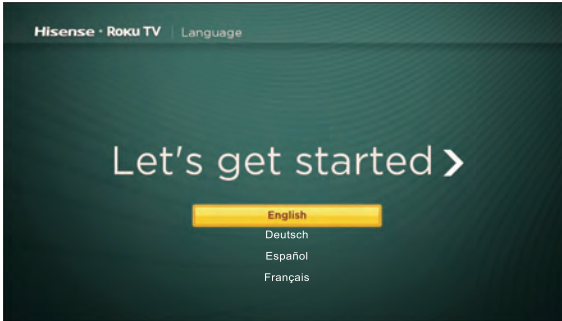 Hisense • ROKU TV | Language
Let's get started >
English
Deutsch
Español
Français